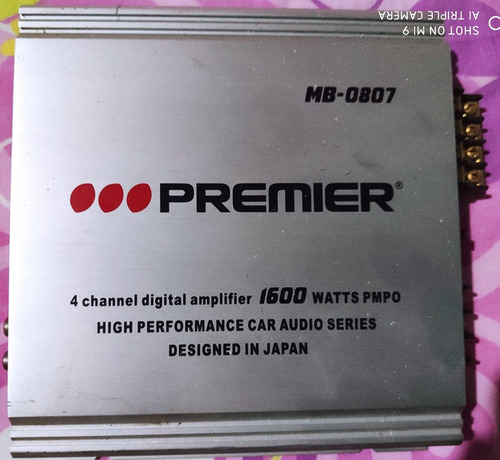 SHOT ON MI 9
AI TRIPLE CAMERA
MB-0807
PREMIER®
4 channel digital amplifier 1600 WATTS PMPO
HIGH PERFORMANCE CAR AUDIO SERIES
DESIGNED IN JAPAN